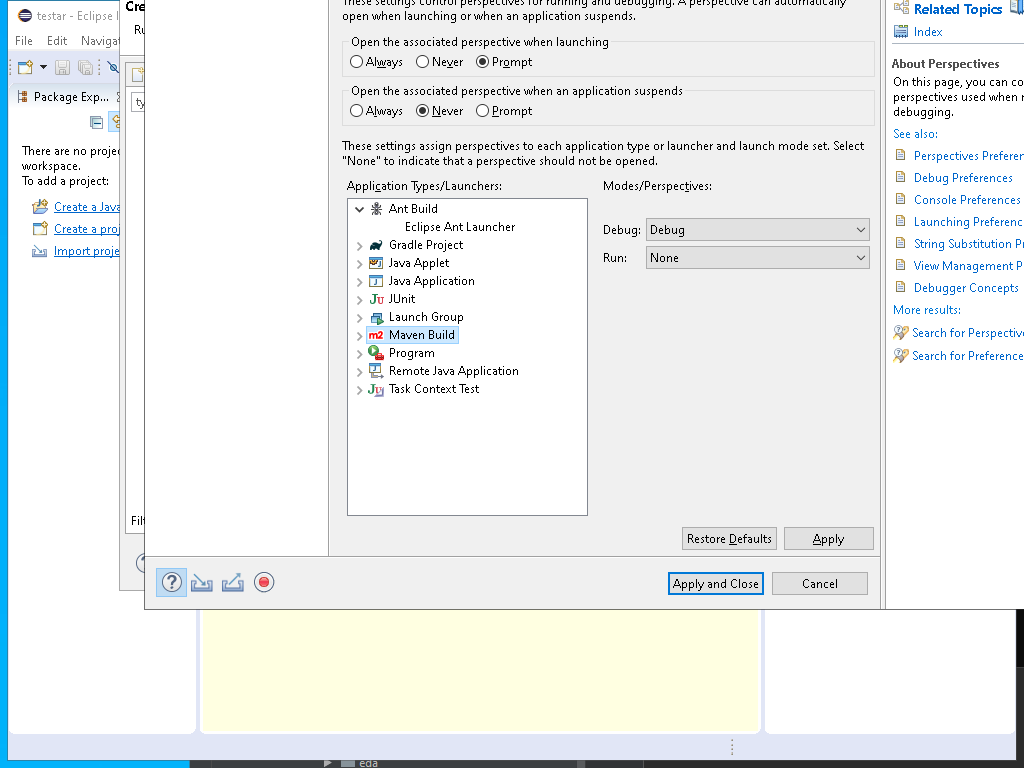 testar - Eclipse I
File Edit Navigat
Package Exp...
There are no proje
workspace.
To add a project:
Create a Java
Create a proj
Import proje
Cre
Ru
ty
Filt
These settings control perspectives for running and debugging. A perspective can automatically
open when launching or when an application suspends.
Open the associated perspective when launching
Always Never Prompt
Open the associated perspective when an application suspends
Always Never Prompt
These settings assign perspectives to each application type or launcher and launch mode set. Select
"None" to indicate that a perspective should not be opened.
Application Types/Launchers:
Modes/Perspectives:
Ant Build
Eclipse Ant Launcher
Gradle Project
Java Applet
Java Application
JUnit
Launch Group
m2 Maven Build
Program
Remote Java Application
Task Context Test
Debug: Debug
Run: None
Restore Defaults Apply
Apply and Close Cancel
Related Topics
Index
About Perspectives
On this page, you can co
perspectives used when r
debugging.
See also:
Perspectives Preferen
Debug Preferences
Console Preferences
Launching Preferenc
String Substitution Pr
View Management P
Debugger Concepts
More results:
Search for Perspective
Search for Preference
eda